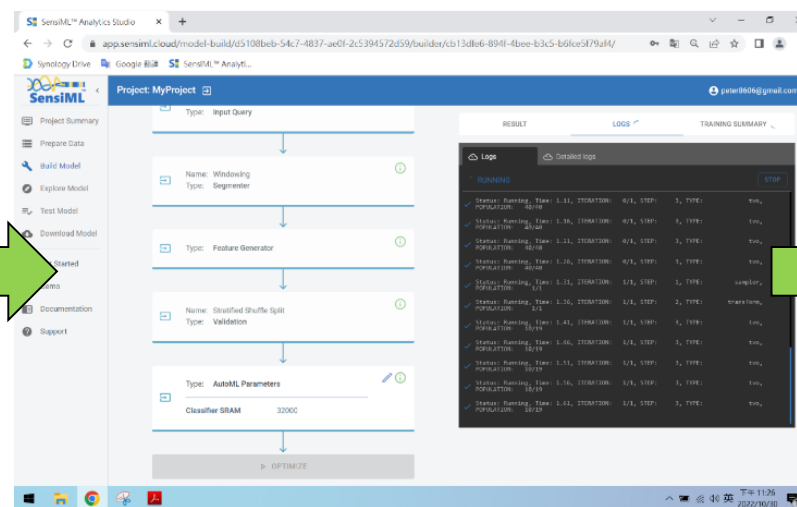 SensiML™ Analytics Studio
app.sensiml.cloud/model-build/d5108beb-54c7-4837-ae0f-2c5394572d59/builder/cb13dfe6-894f-4bee-b3c5-b6fce5f79af4/
Synology Drive
Google 翻譯
SensiML™ Analyti...
SensiML
Project: MyProject
peter8606@gmail.com
Project Summary
Prepare Data
Build Model
Explore Model
Test Model
Download Model
Started
Documentation
Support
Type: Input Query
Name: Windowing
Type: Segmenter
Type: Feature Generator
Name: Stratified Shuffle Split
Type: Validation
Type: AutoML Parameters
Classifier SRAM 32000
OPTIMIZE
RESULT
LOGS
TRAINING SUMMARY
Logs
Detailed logs
RUNNING
STOP
Status: Running, Time: 1.11, ITERATION: 0/1, STEP: 3, TYPE: tvo,
POPULATION: 40/40
Status: Running, Time: 1.16, ITERATION: 0/1, STEP: 3, TYPE: tvo,
POPULATION: 40/40
Status: Running, Time: 1.21, ITERATION: 0/1, STEP: 3, TYPE: tvo,
POPULATION: 40/40
Status: Running, Time: 1.26, ITERATION: 0/1, STEP: 3, TYPE: tvo,
POPULATION: 40/40
Status: Running, Time: 1.31, ITERATION: 1/1, STEP: 1, TYPE: sampler,
POPULATION: 1/1
Status: Running, Time: 1.36, ITERATION: 1/1, STEP: 2, TYPE: transform,
POPULATION: 1/1
Status: Running, Time: 1.41, ITERATION: 1/1, STEP: 3, TYPE: tvo,
POPULATION: 10/19
Status: Running, Time: 1.46, ITERATION: 1/1, STEP: 3, TYPE: tvo,
POPULATION: 10/19
Status: Running, Time: 1.51, ITERATION: 1/1, STEP: 3, TYPE: tvo,
POPULATION: 10/19
Status: Running, Time: 1.56, ITERATION: 1/1, STEP: 3, TYPE: tvo,
POPULATION: 10/19
Status: Running, Time: 1.61, ITERATION: 1/1, STEP: 3, TYPE: tvo,
POPULATION: 10/19
英
下午 11:26
2022/10/30